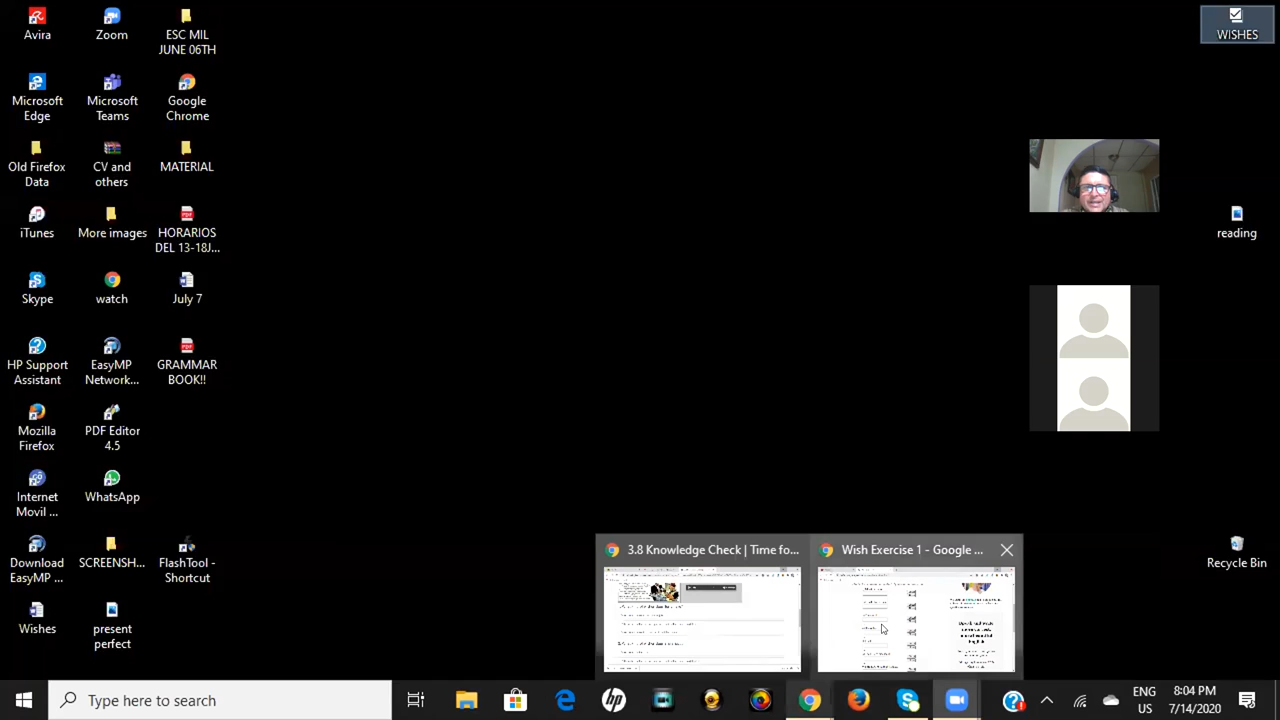 Avira
Zoom
ESC MIL
JUNE 06TH
WISHES
Microsoft
Edge
Microsoft
Teams
Google
Chrome
Old Firefox
Data
CV and
others
MATERIAL
iTunes
More images
HORARIOS
DEL 13-18J...
reading
Skype
watch
July 7
HP Support
Assistant
EasyMP
Network...
GRAMMAR
BOOK!!
Mozilla
Firefox
PDF Editor
4.5
Internet
Movil ...
WhatsApp
Download
EasyMP ...
SCREENSH...
FlashTool -
Shortcut
Recycle Bin
Wishes
present
perfect
3.8 Knowledge Check | Time fo...
Wish Exercise 1 - Google ...
Type here to search
ENG
US
8:04 PM
7/14/2020